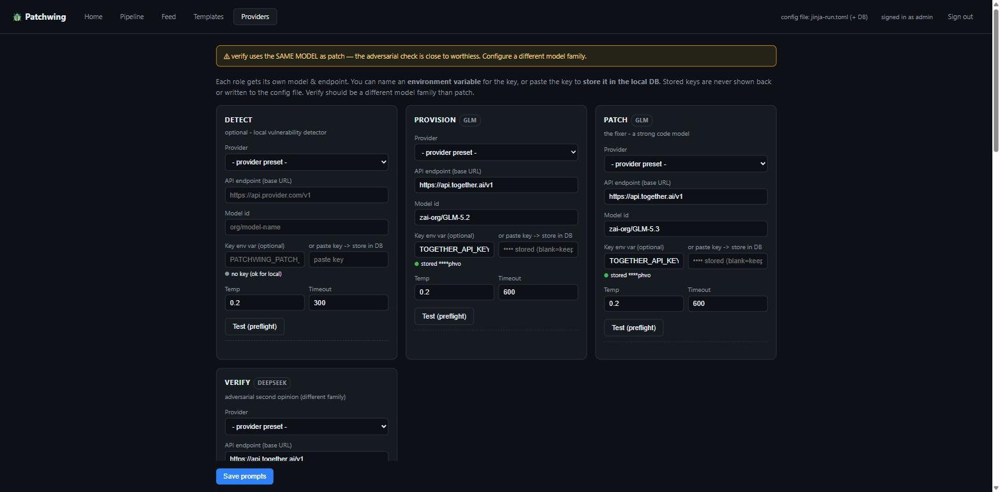 Patchwing Home Pipeline Feed Templates Providers config file: jinja-run.toml (+ DB) signed in as admin Sign out
⚠ verify uses the SAME MODEL as patch — the adversarial check is close to worthless. Configure a different model family.
Each role gets its own model & endpoint. You can name an environment variable for the key, or paste the key to store it in the local DB. Stored keys are never shown back
or written to the config file. Verify should be a different model family than patch.
DETECT
optional - local vulnerability detector
Provider
- provider preset -
API endpoint (base URL)
https://api.provider.com/v1
Model id
org/model-name
Key env var (optional) or paste key -> store in DB
PATCHWING_PATCH_ paste key
no key (ok for local)
Temp Timeout
0.2 300
Test (preflight)
PROVISION GLM
Provider
- provider preset -
API endpoint (base URL)
https://api.together.ai/v1
Model id
zai-org/GLM-5.2
Key env var (optional) or paste key -> store in DB
TOGETHER_API_KEY •••• stored (blank=keep
stored ****phvo
Temp Timeout
0.2 600
Test (preflight)
PATCH GLM
the fixer - a strong code model
Provider
- provider preset -
API endpoint (base URL)
https://api.together.ai/v1
Model id
zai-org/GLM-5.3
Key env var (optional) or paste key -> store in DB
TOGETHER_API_KEY •••• stored (blank=keep
stored ****phvo
Temp Timeout
0.2 600
Test (preflight)
VERIFY DEEPSEEK
adversarial second opinion (different family)
Provider
- provider preset -
API endpoint (base URL)
https://api.together.ai/v1
Save prompts